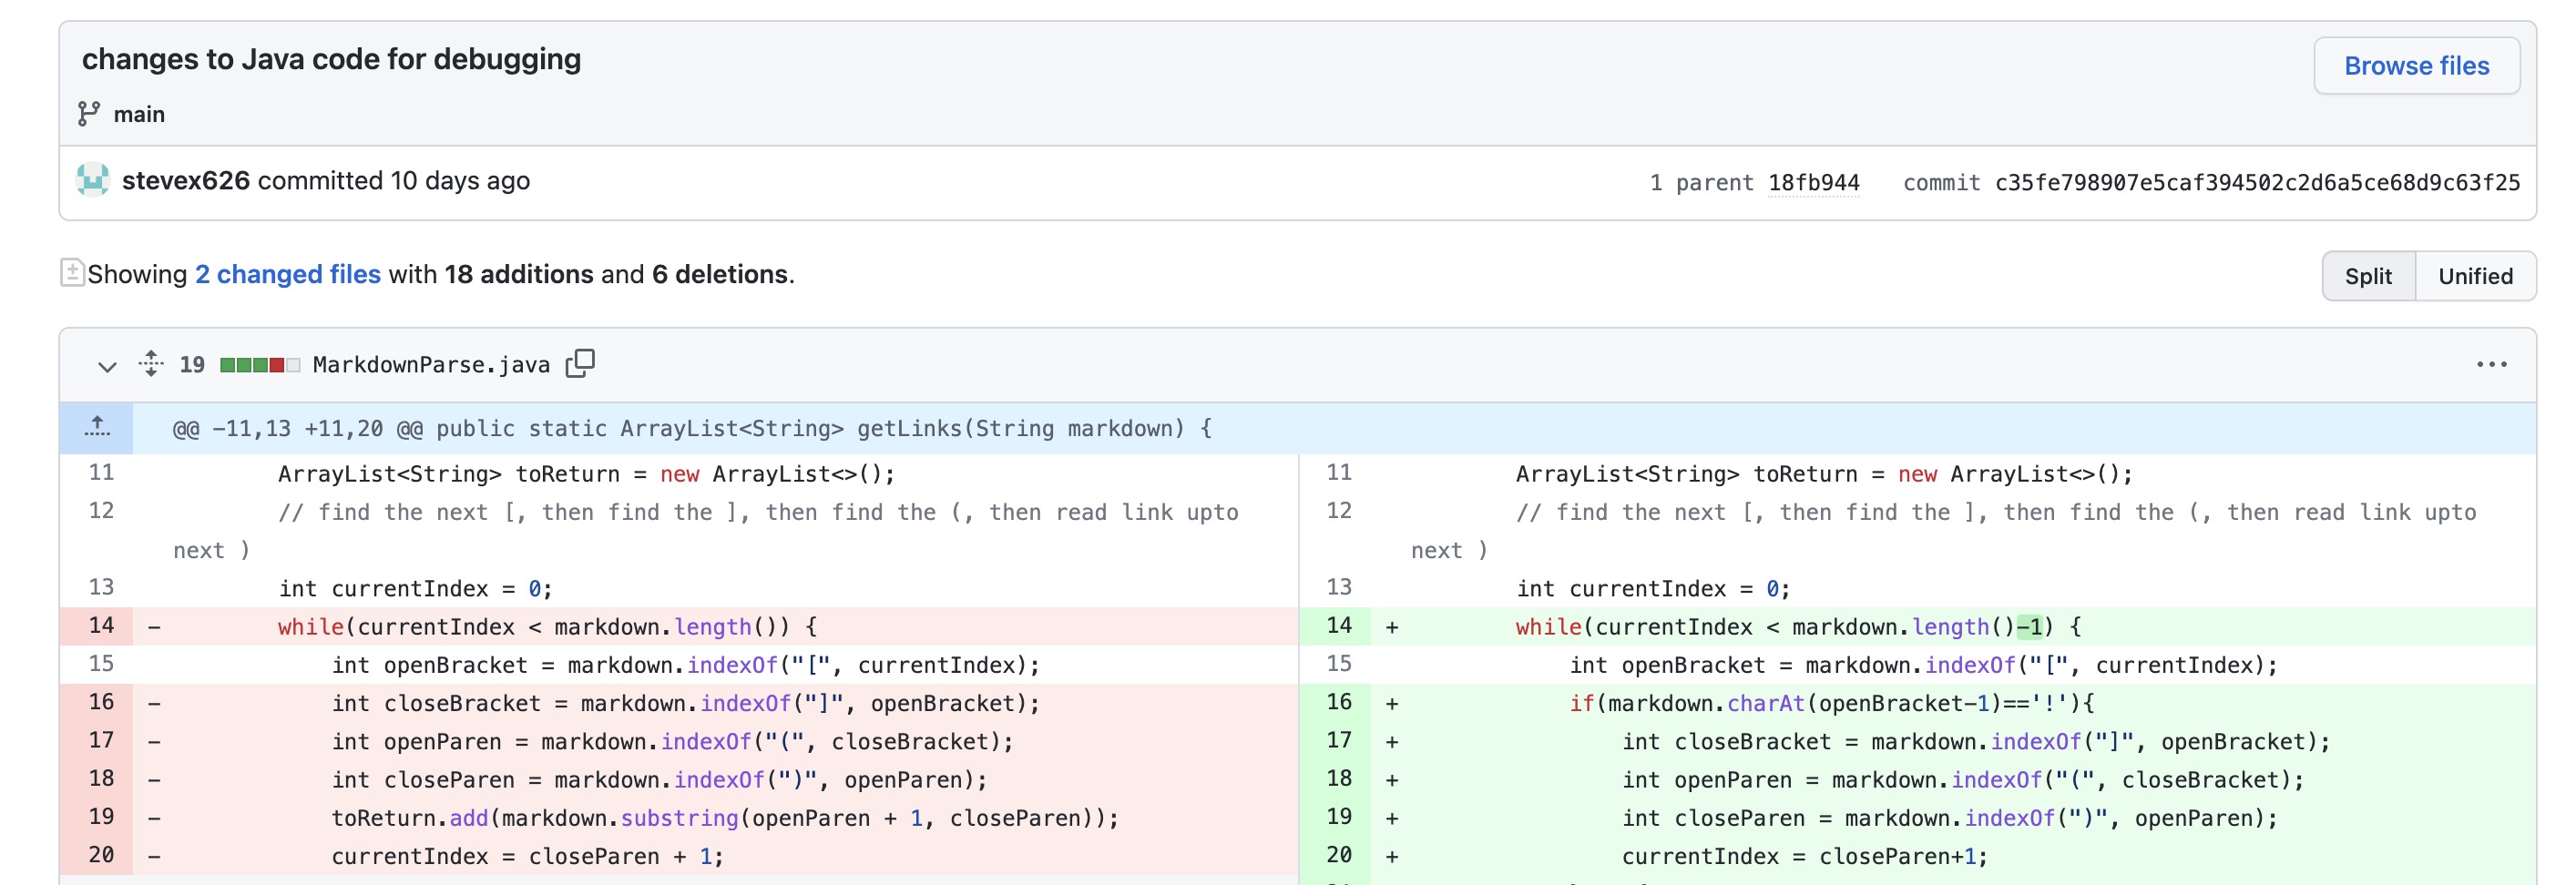 changes to Java code for debugging
Browse files
main
stevex626 committed 10 days ago
1 parent 18fb944 commit c35fe798907e5caf394502c2d6a5ce68d9c63f25
Showing 2 changed files with 18 additions and 6 deletions.
Split Unified
19 MarkdownParse.java
@@ -11,13 +11,20 @@ public static ArrayList<String> getLinks(String markdown) {
11 ArrayList<String> toReturn = new ArrayList<>();
12 // find the next [, then find the ], then find the (, then read link upto
next )
13 int currentIndex = 0;
14 - while(currentIndex < markdown.length()) {
15 int openBracket = markdown.indexOf("[", currentIndex);
16 - int closeBracket = markdown.indexOf("]", openBracket);
17 - int openParen = markdown.indexOf("(", closeBracket);
18 - int closeParen = markdown.indexOf(")", openParen);
19 - toReturn.add(markdown.substring(openParen + 1, closeParen));
20 - currentIndex = closeParen + 1;
11 ArrayList<String> toReturn = new ArrayList<>();
12 // find the next [, then find the ], then find the (, then read link upto
next )
13 int currentIndex = 0;
14 + while(currentIndex < markdown.length()-1) {
15 int openBracket = markdown.indexOf("[", currentIndex);
16 + if(markdown.charAt(openBracket-1)=='!'){
17 + int closeBracket = markdown.indexOf("]", openBracket);
18 + int openParen = markdown.indexOf("(", closeBracket);
19 + int closeParen = markdown.indexOf(")", openParen);
20 + currentIndex = closeParen+1;